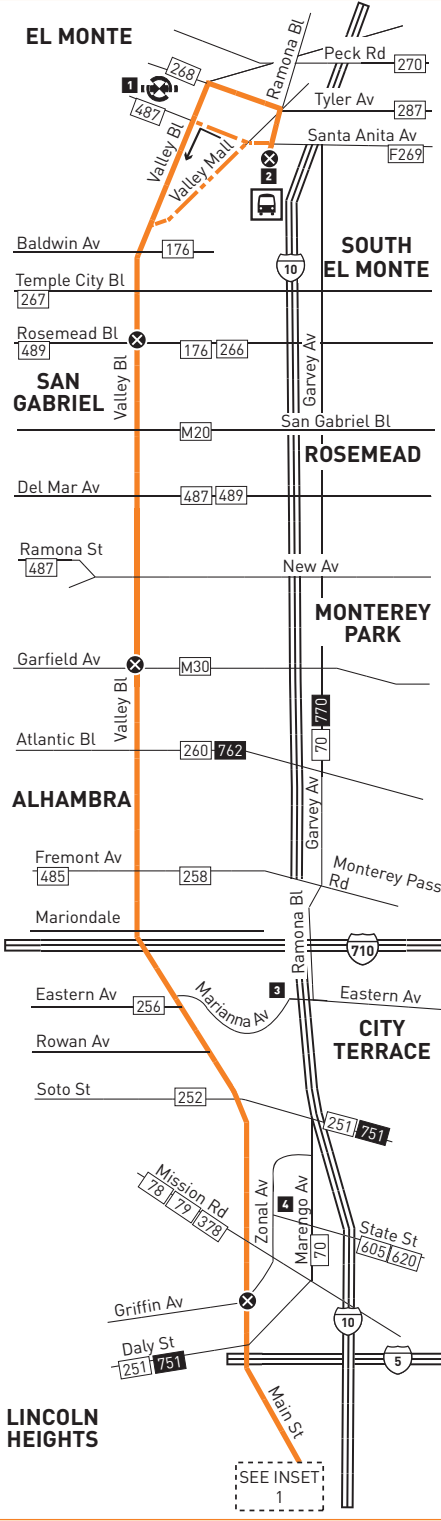 EL MONTE
Ramona Bl
Peck Rd
270
268
1
487
Tyler Av
287
Santa Anita Av
F269
Valley Bl
Valley Mall
2
Baldwin Av
176
10
SOUTH
EL MONTE
Temple City Bl
267
Rosemead Bl
489
176 266
Valley Bl
Garvey Av
SAN
GABRIEL
M20
San Gabriel Bl
ROSEMEAD
Del Mar Av
487 489
Ramona St
487
New Av
MONTEREY
PARK
Garfield Av
M30
Valley Bl
770
70
Atlantic Bl
260 762
Garvey Av
ALHAMBRA
Fremont Av
485
258
Monterey Pass
Rd
Mariondale
Ramona Bl
710
Eastern Av
256
Marianna Av
3
Eastern Av
CITY
TERRACE
Rowan Av
Soto St
252
251 751
Mission Rd
78 79 378
Zonal Av
4
Marengo Av
70
State St
605 620
Griffin Av
10
Daly St
251 751
5
Main St
LINCOLN
HEIGHTS
SEE INSET
1